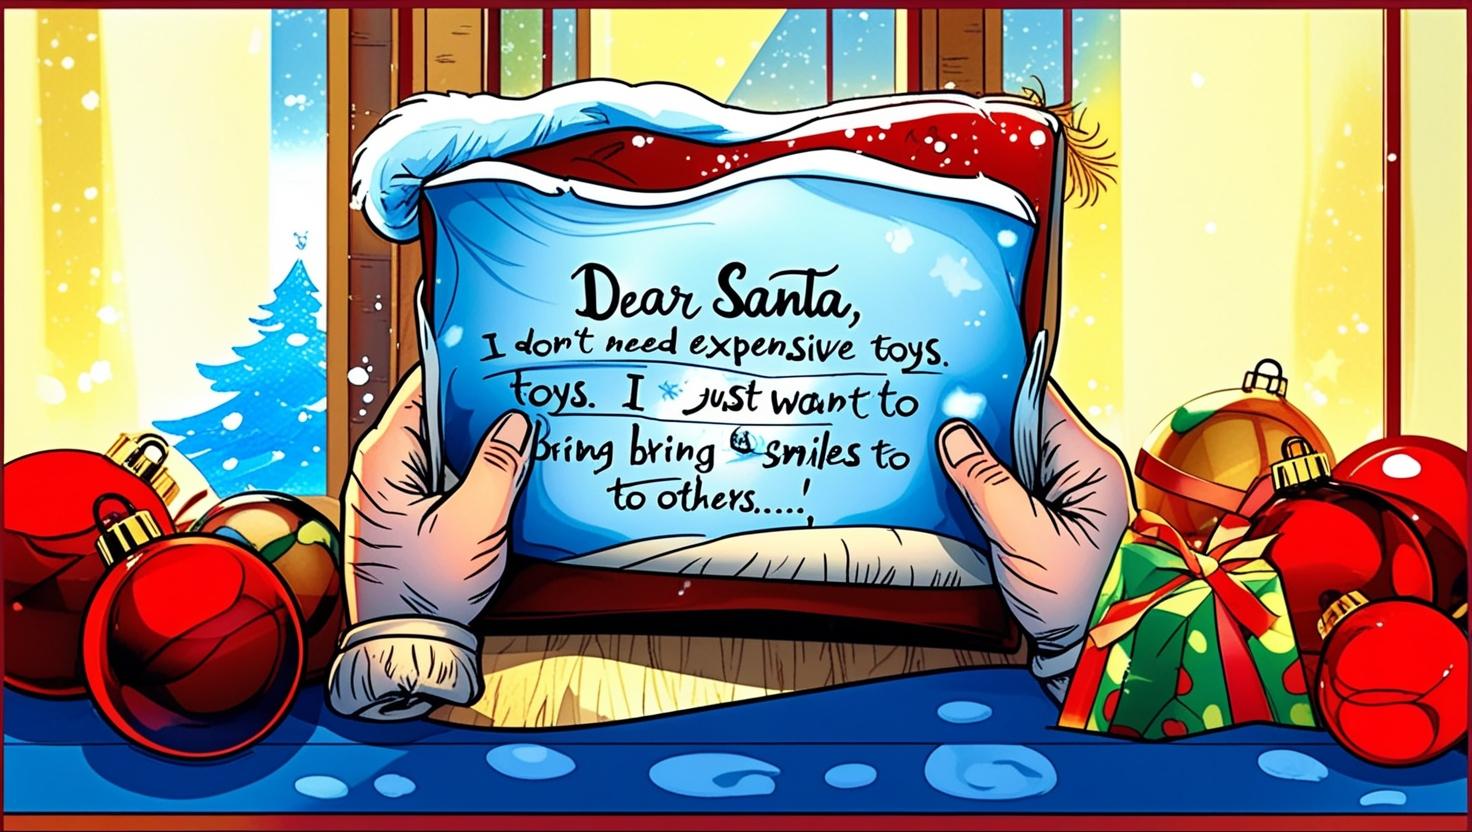 Dear Santa,
I don't need expensive toys.
toys. I just want to
bring bring smiles to
to others.....!